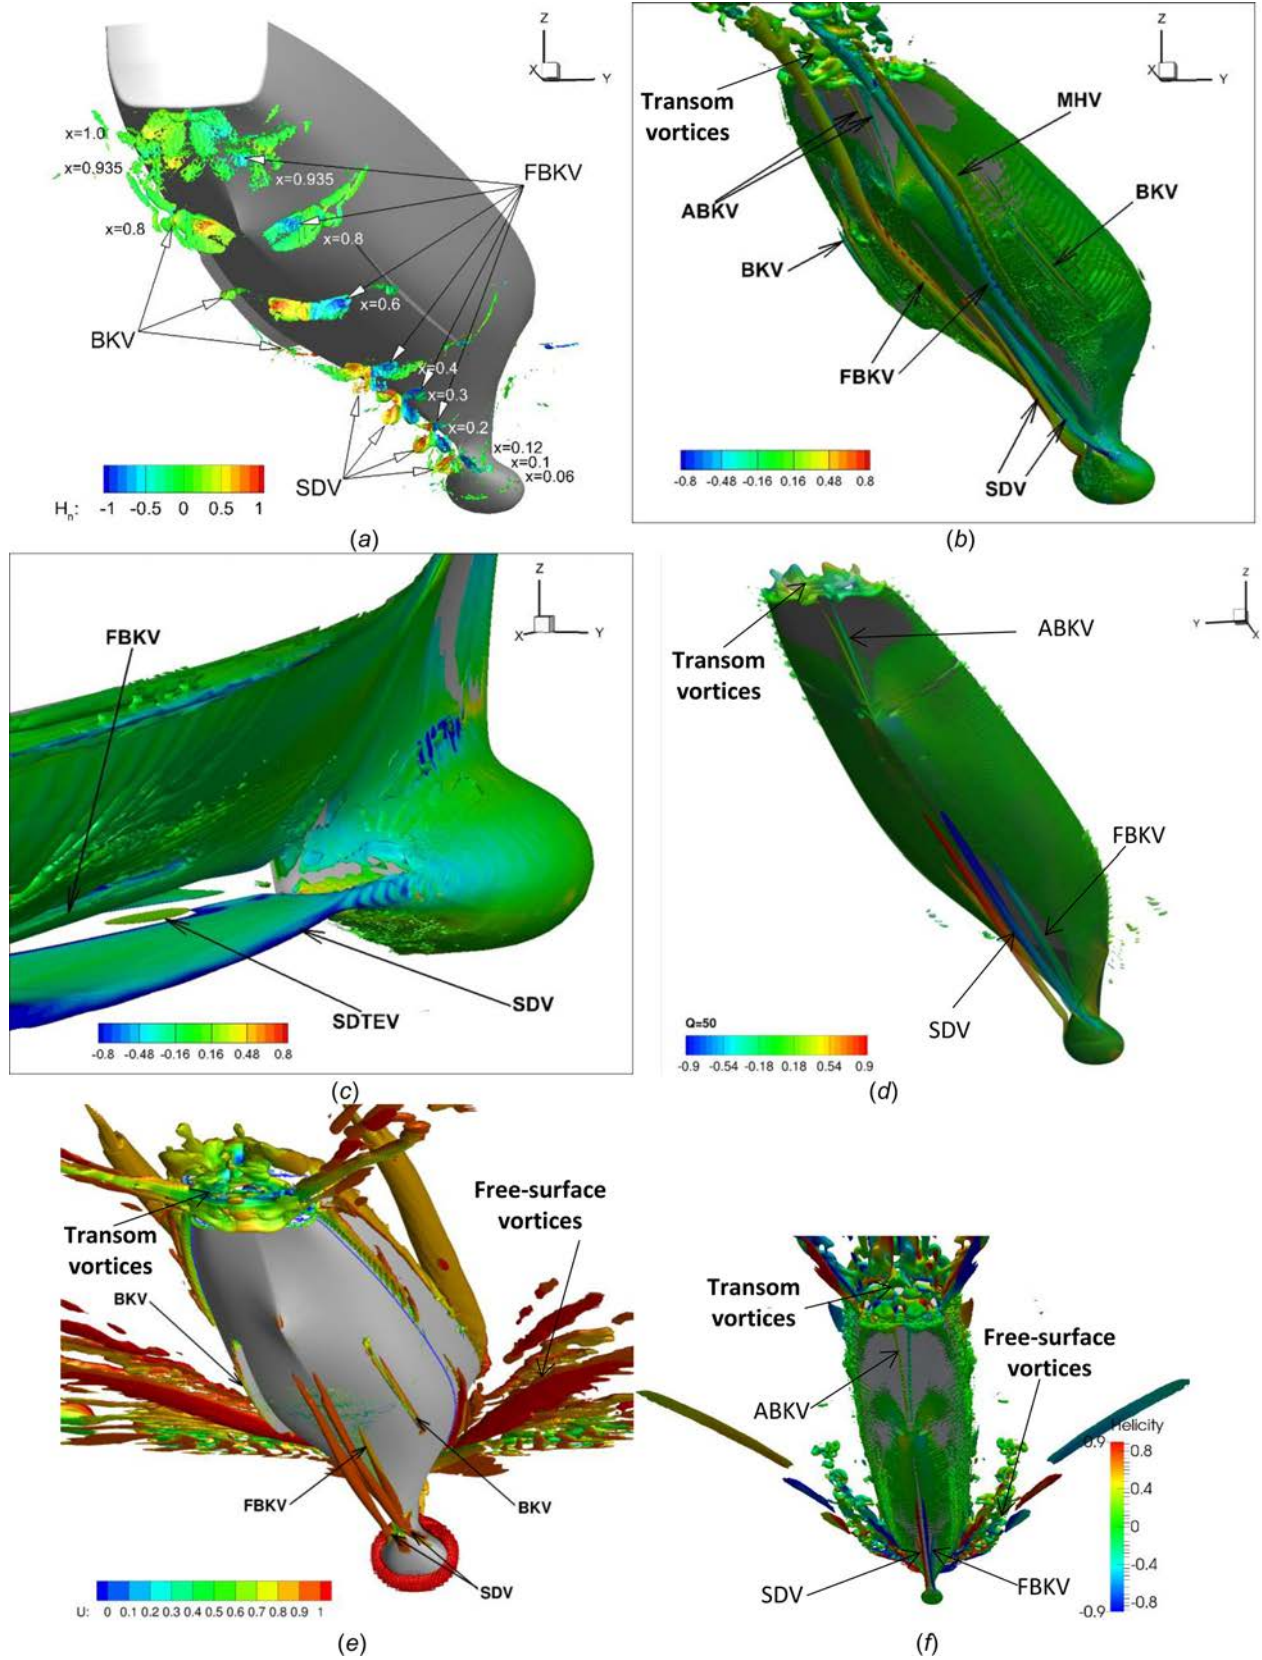 Z
X
Y
x=1.0
x=0.935
x=0.935
FBKV
x=0.8
x=0.8
x=0.6
BKV
x=0.4
x=0.3
x=0.2
x=0.12
x=0.1
x=0.06
SDV
Hn: -1 -0.5 0 0.5 1
(a)
Z
X
Y
Transom
vortices
MHV
ABKV
BKV
BKV
FBKV
SDV
-0.8 -0.48 -0.16 0.16 0.48 0.8
(b)
Z
X
Y
FBKV
SDV
SDTEV
-0.8 -0.48 -0.16 0.16 0.48 0.8
(c)
Z
Y
X
ABKV
Transom
vortices
FBKV
SDV
Q=50
-0.9 -0.54 -0.18 0.18 0.54 0.9
(d)
Free-surface
vortices
Transom
vortices
BKV
FBKV
BKV
SDV
U: 0 0.1 0.2 0.3 0.4 0.5 0.6 0.7 0.8 0.9 1
(e)
Transom
vortices
Free-surface
vortices
ABKV
Helicity
0.9
0.8
0.4
0
-0.4
-0.8
-0.9
SDV
FBKV
(f)